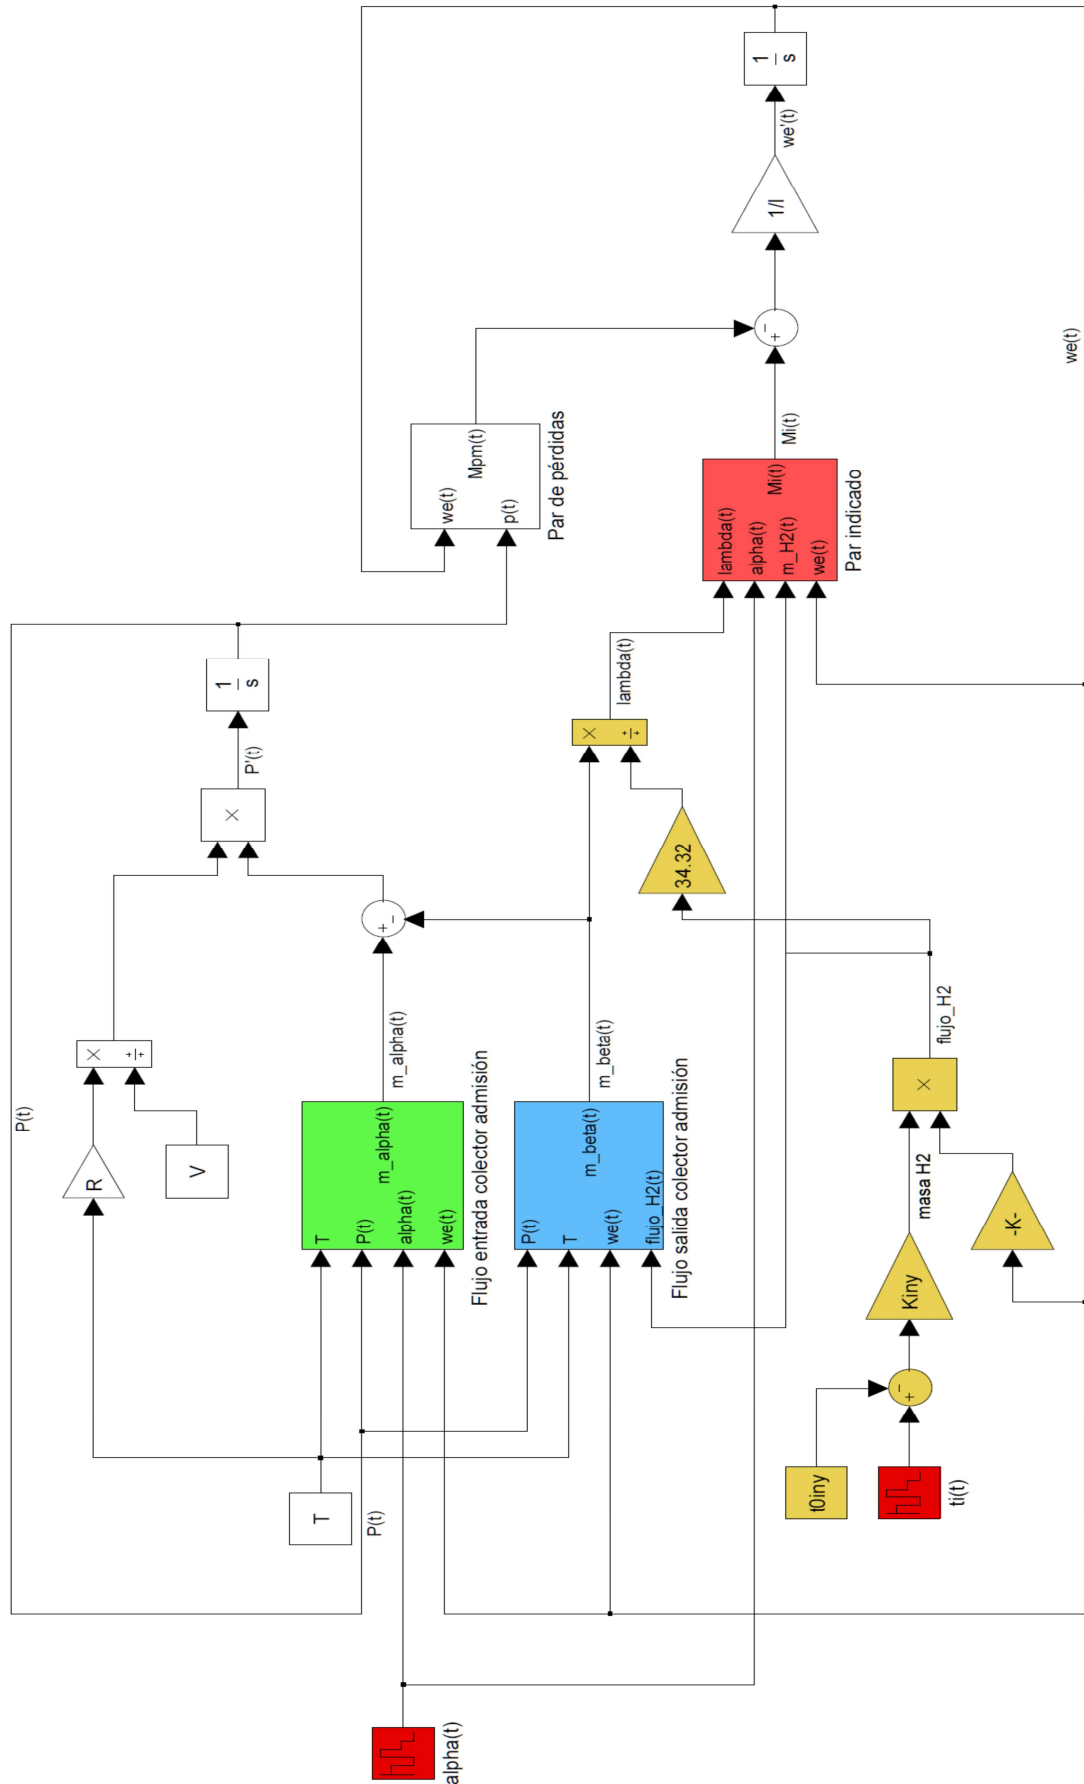 alpha(t)
P(t)
T
P(t)
R
V
×
÷
T
P(t)
alpha(t)
we(t)
m_alpha(t)
Flujo entrada colector admisión
m_alpha(t)
+
−
×
P'(t)
1
s
P(t)
T
we(t)
flujo_H2(t)
m_beta(t)
Flujo salida colector admisión
m_beta(t)
34.32
×
÷
lambda(t)
we(t)
p(t)
Mpm(t)
Par de pérdidas
lambda(t)
alpha(t)
m_H2(t)
we(t)
Mi(t)
Par indicado
Mi(t)
+
−
1/I
we'(t)
1
s
t0iny
ti(t)
+
−
Kiny
masa H2
-K-
×
flujo_H2
we(t)